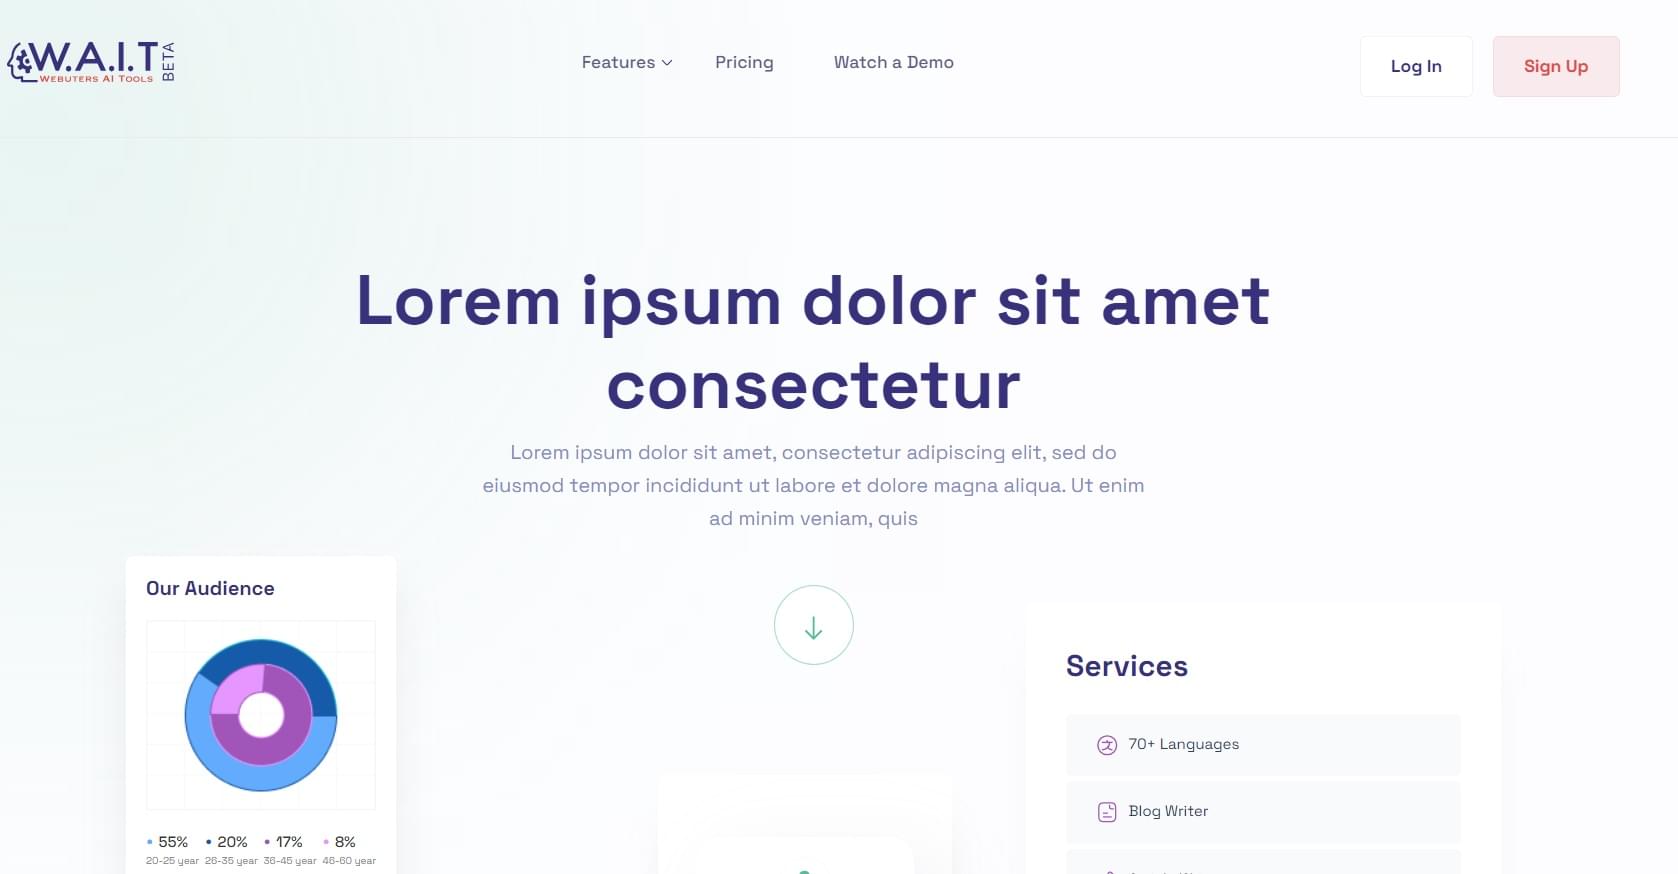 W.A.I.T
BETA
WEBUTERS AI TOOLS
Features
Pricing
Watch a Demo
Log In
Sign Up
Lorem ipsum dolor sit amet
consectetur
Lorem ipsum dolor sit amet, consectetur adipiscing elit, sed do
eiusmod tempor incididunt ut labore et dolore magna aliqua. Ut enim
ad minim veniam, quis
Our Audience
55%
20-25 year
20%
26-35 year
17%
36-45 year
8%
46-60 year
Services
文
70+ Languages
Blog Writer